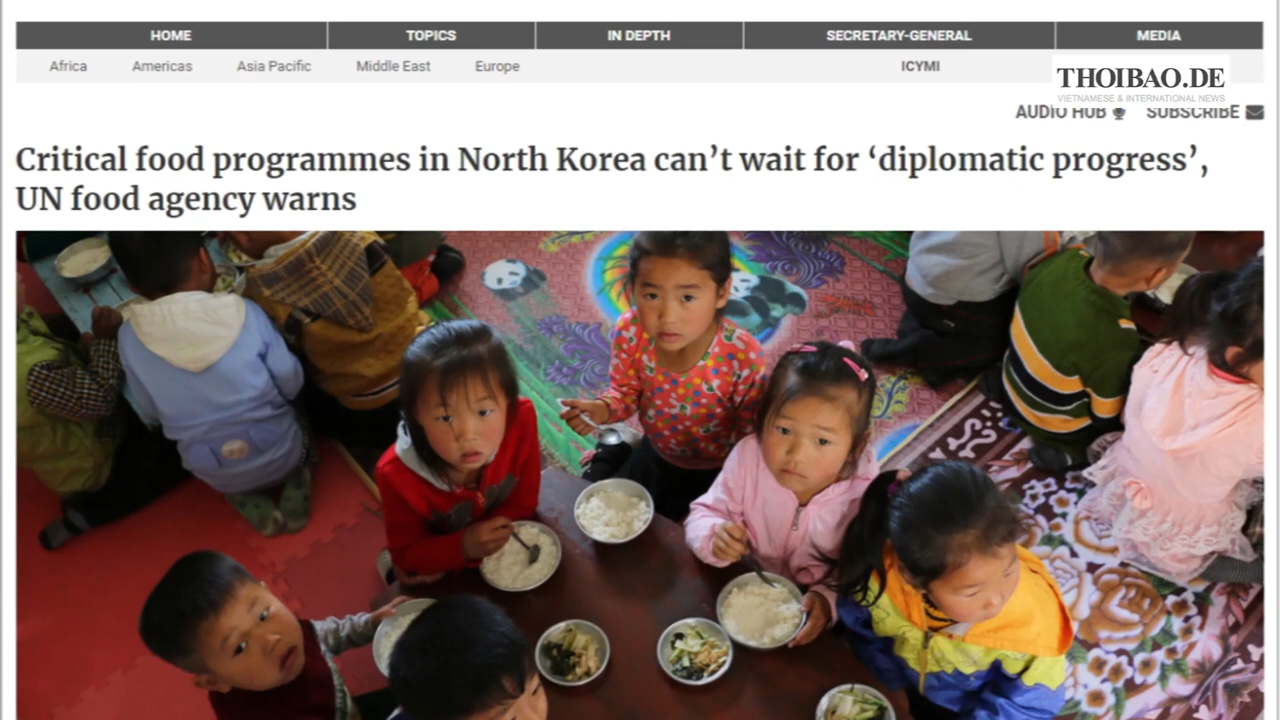 HOME TOPICS IN DEPTH SECRETARY-GENERAL MEDIA
Africa Americas Asia Pacific Middle East Europe ICYMI
THOIBAO.DE
VIETNAMESE & INTERNATIONAL NEWS
AUDIO HUB SUBSCRIBE
Critical food programmes in North Korea can’t wait for ‘diplomatic progress’,
UN food agency warns